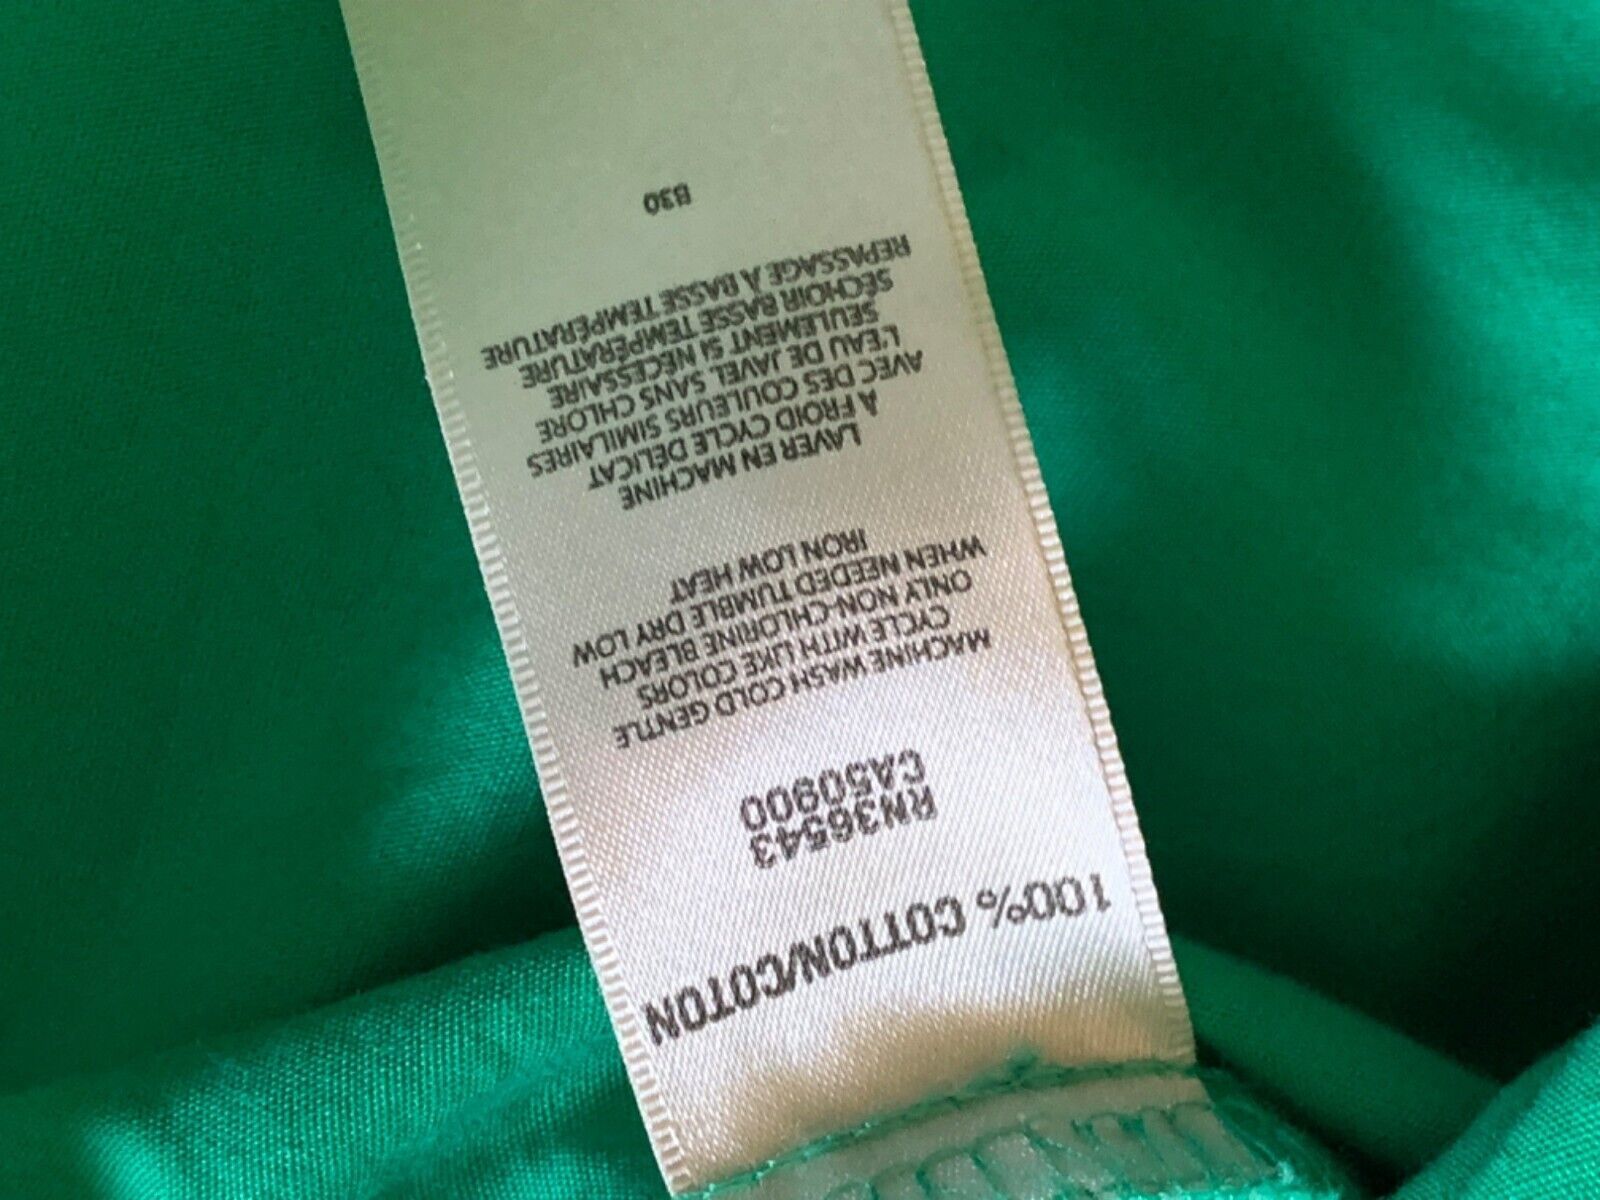 100% COTTON/COTON
RN36543
CA50900
MACHINE WASH COLD GENTLE
CYCLE WITH LIKE COLORS
ONLY NON-CHLORINE BLEACH
WHEN NEEDED TUMBLE DRY LOW
IRON LOW HEAT
LAVER EN MACHINE
A FROID CYCLE DÉLICAT
AVEC DES COULEURS SIMILAIRES
L'EAU DE JAVEL SANS CHLORE
SEULEMENT SI NÉCESSAIRE
SÉCHOIR BASSE TEMPÉRATURE
REPASSAGE À BASSE TEMPÉRATURE
B30